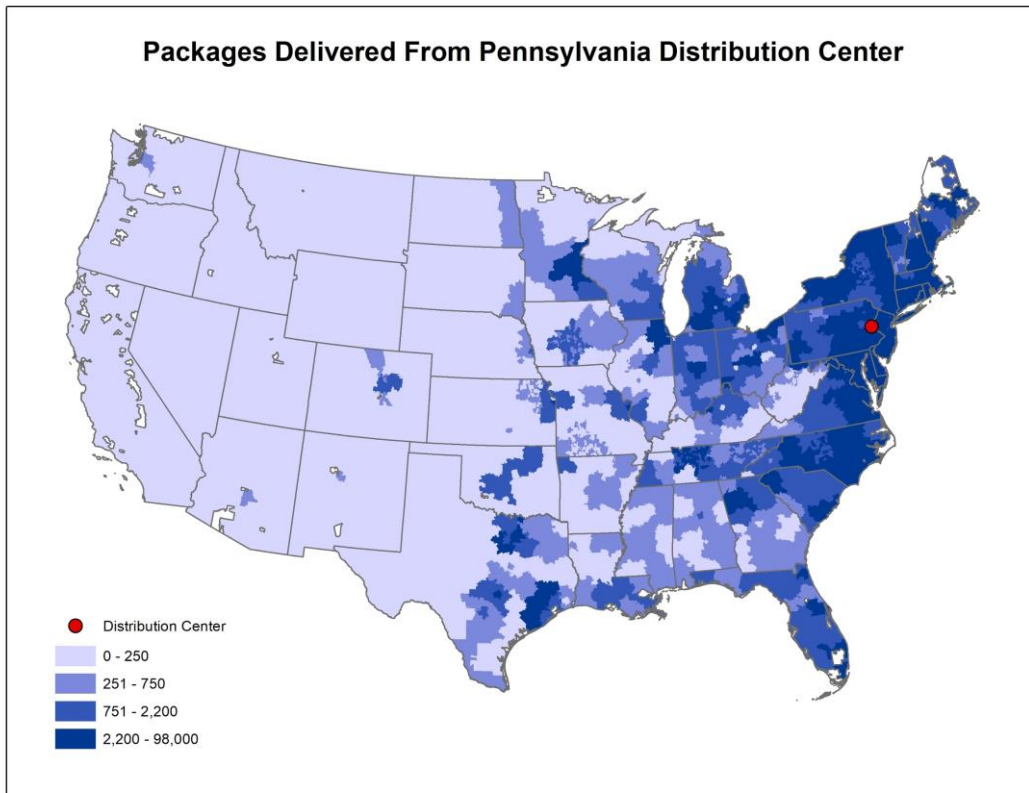 Packages Delivered From Pennsylvania Distribution Center
Distribution Center
0 - 250
251 - 750
751 - 2,200
2,200 - 98,000